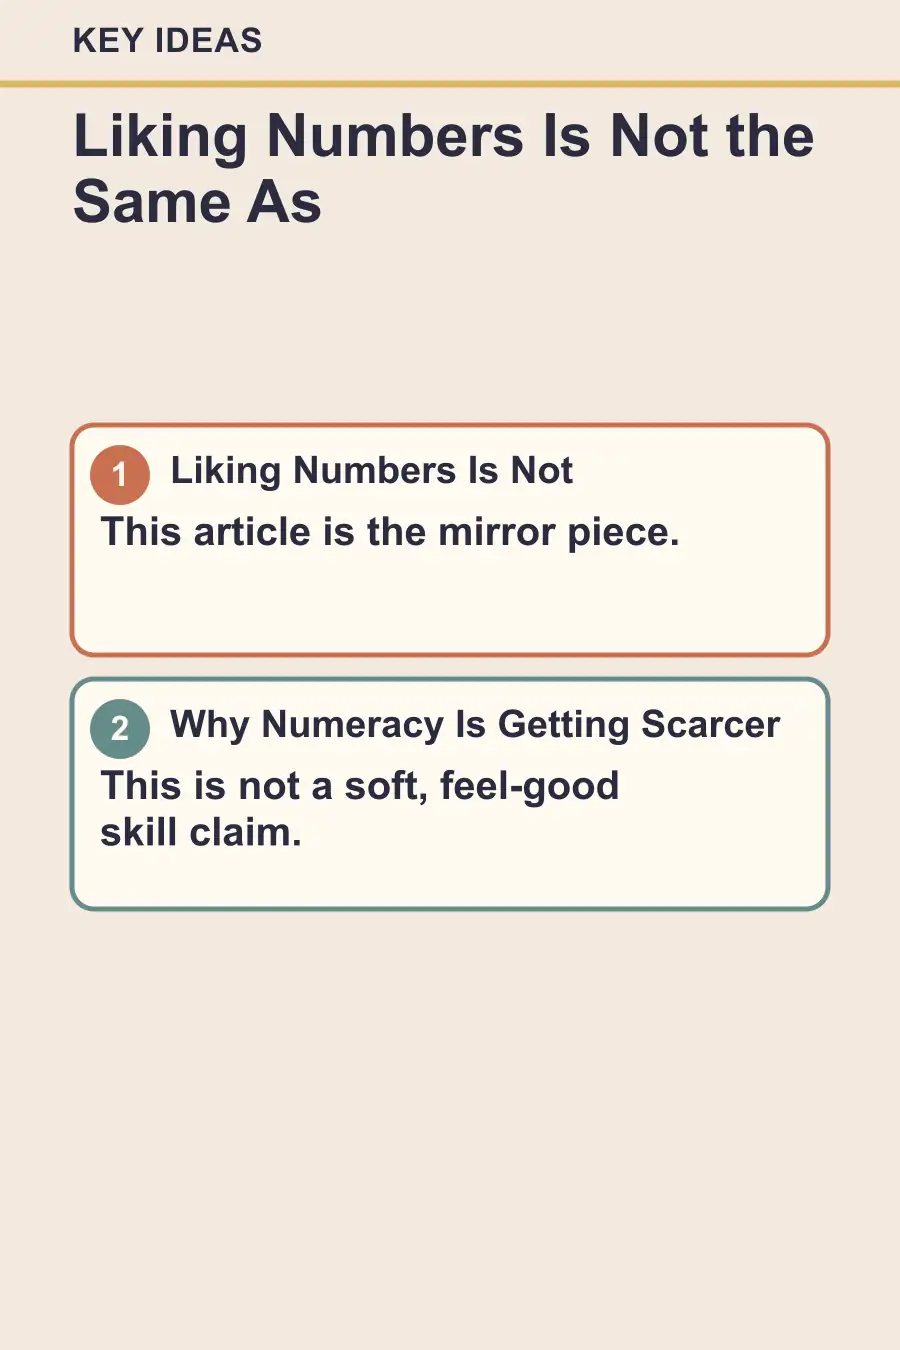 KEY IDEAS
Liking Numbers Is Not the
Same As
1 Liking Numbers Is Not
This article is the mirror piece.
2 Why Numeracy Is Getting Scarcer
This is not a soft, feel-good
skill claim.